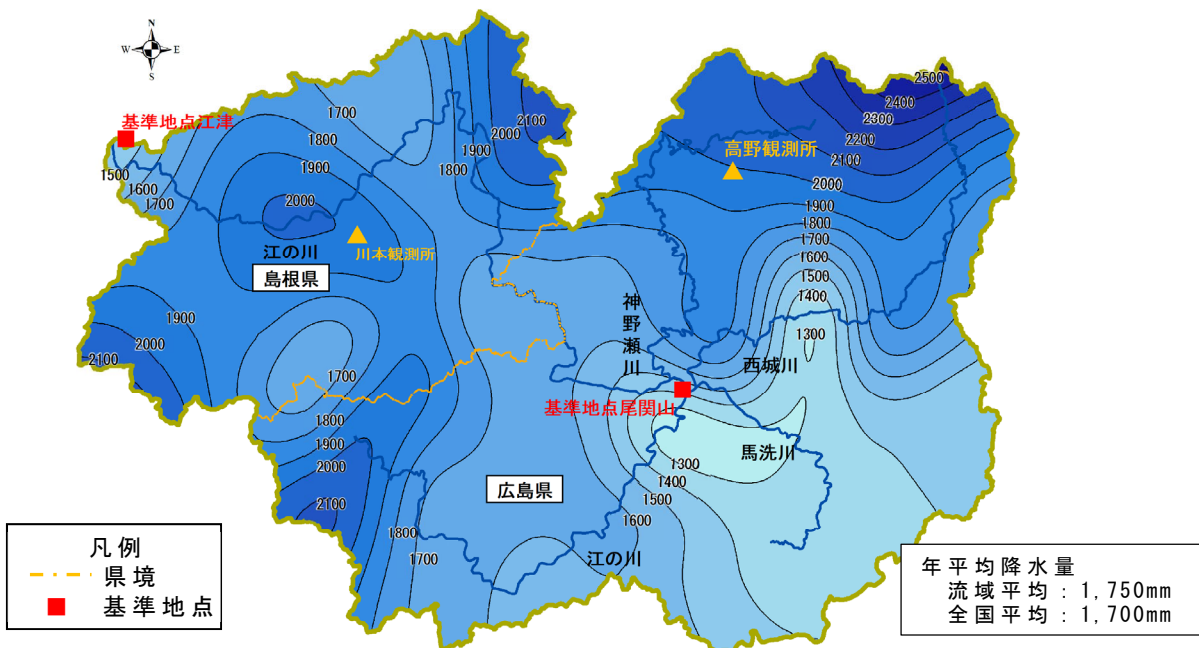 N
W E
S
基準地点江津
1500
1600
1700
1700
1800
1900
2000
江の川
島根県
川本観測所
2100
2000
1900
1800
2500
2400
2300
2200
2100
高野観測所
2000
1900
1800
1700
1600
1500
1400
1300
神野瀬川
西城川
基準地点尾関山
馬洗川
1300
1400
1500
1600
1900
2000
2100
1700
1800
1900
2000
2100
広島県
1800
1700
江の川
凡例
県境
基準地点
年平均降水量
流域平均：1,750mm
全国平均：1,700mm